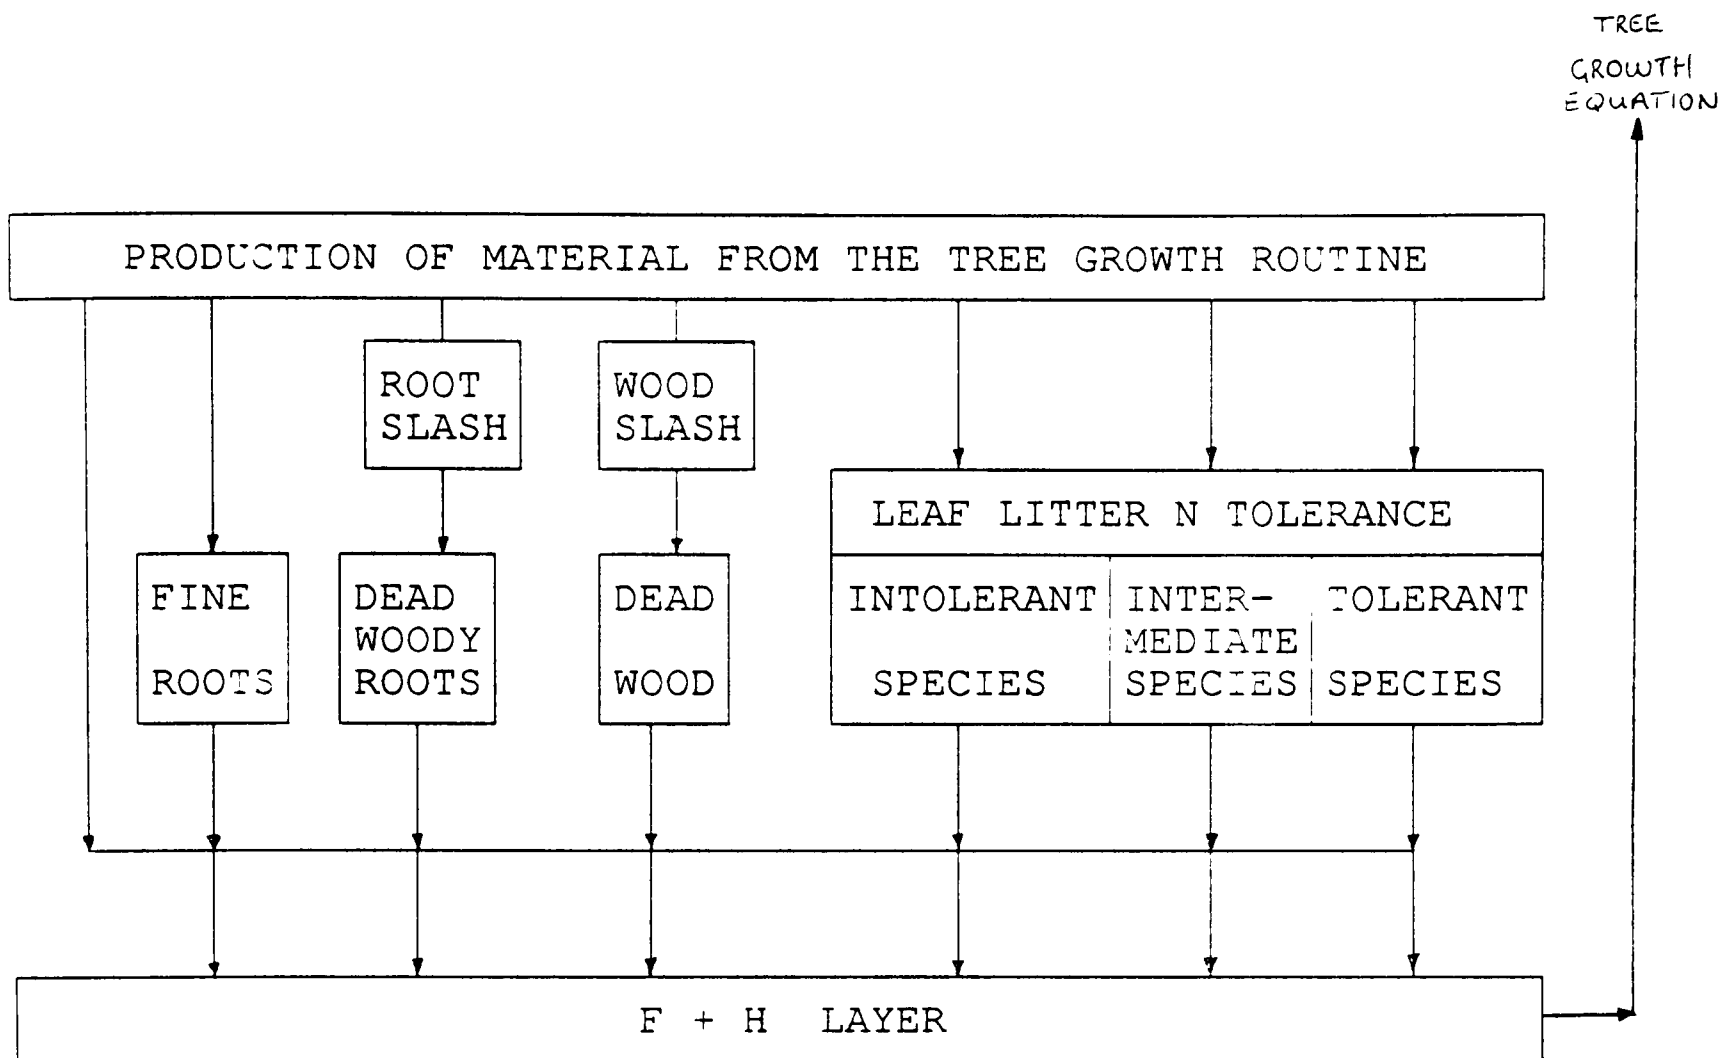 TREE
GROWTH
EQUATION
PRODUCTION OF MATERIAL FROM THE TREE GROWTH ROUTINE
ROOT
SLASH
WOOD
SLASH
LEAF LITTER N TOLERANCE
FINE
ROOTS
DEAD
WOODY
ROOTS
DEAD
WOOD
INTOLERANT
SPECIES
INTER-
MEDIATE
SPECIES
TOLERANT
SPECIES
F + H LAYER